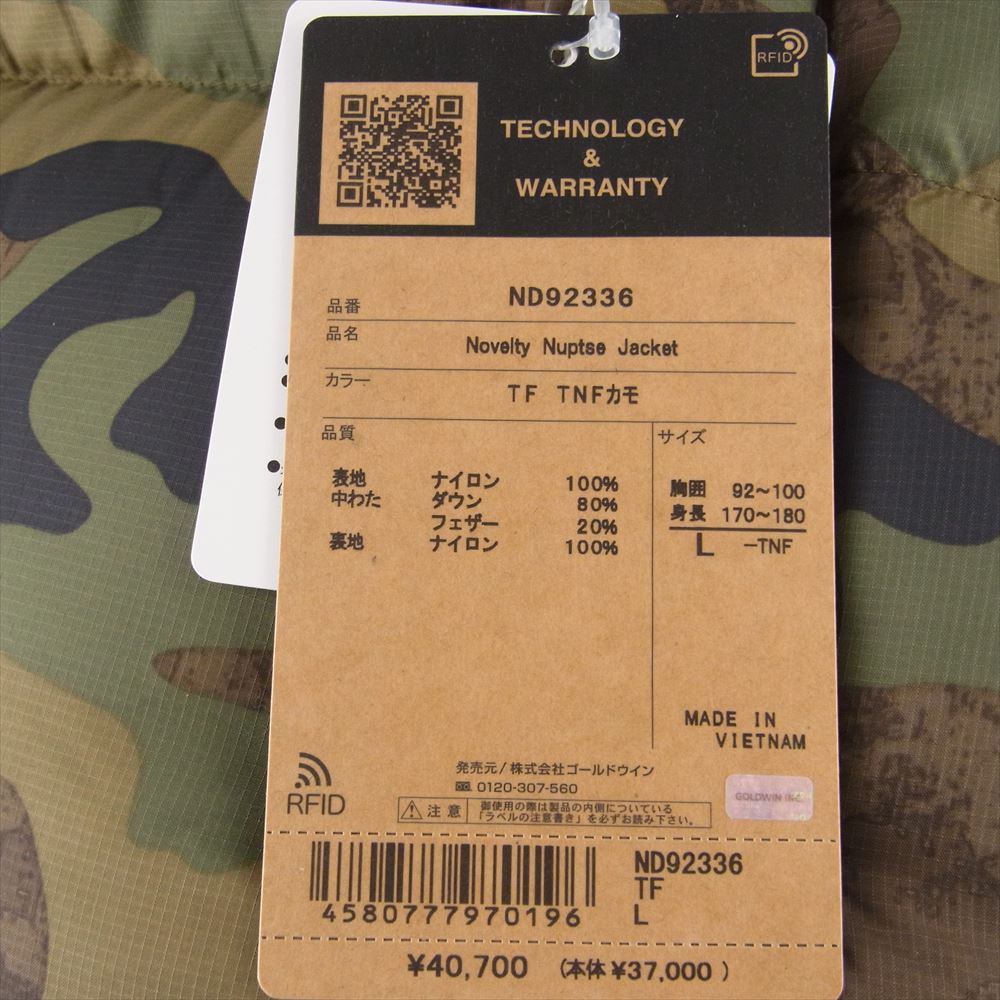 RFID
TECHNOLOGY
&
WARRANTY
品番 ND92336
品名 Novelty Nuptse Jacket
カラー TF TNFカモ
品質
表地 ナイロン 100%
中わた ダウン 80%
フェザー 20%
裏地 ナイロン 100%
サイズ
胸囲 92~100
身長 170~180
L -TNF
MADE IN
VIETNAM
RFID
発売元/株式会社ゴールドウイン
0120-307-560
注意
御使用の際は製品の内側についている
「ラベルの注意書き」を必ずお読み下さい。
GOLDWIN INC.
4580777970196
ND92336
TF
L
¥40,700 (本体 ¥37,000 )